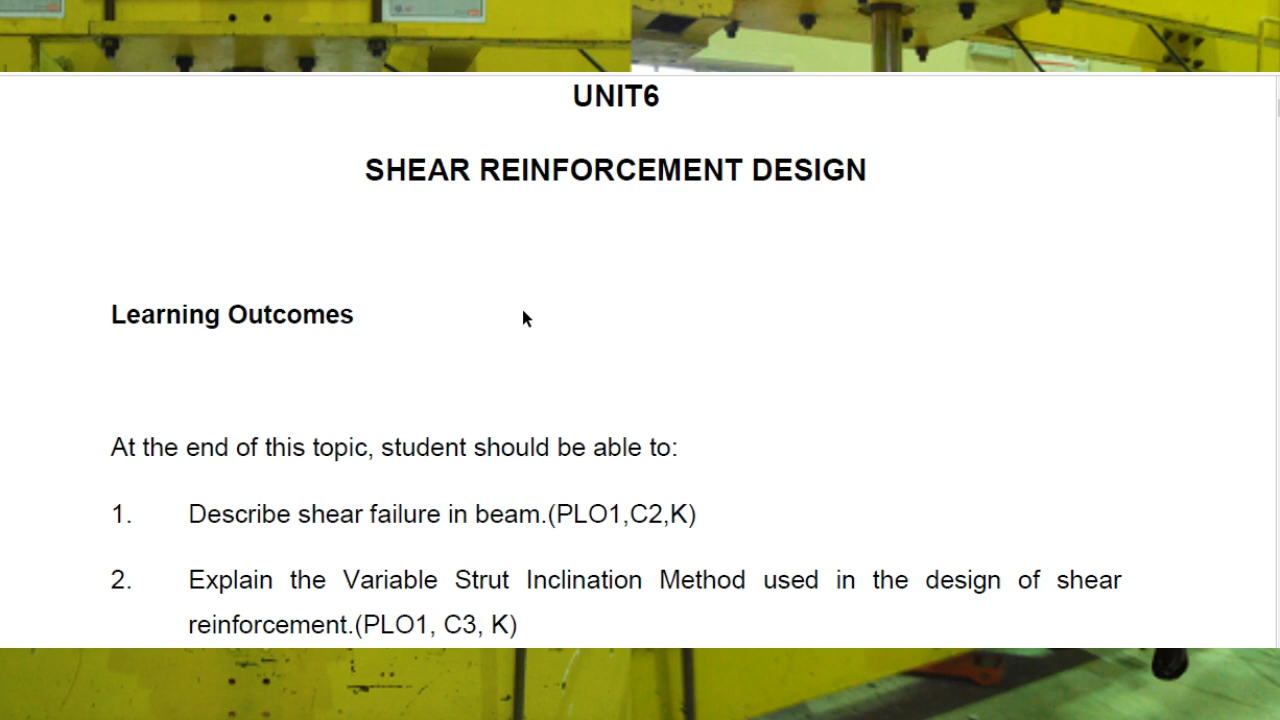 UNIT6
SHEAR REINFORCEMENT DESIGN
Learning Outcomes
At the end of this topic, student should be able to:
1. Describe shear failure in beam.(PLO1,C2,K)
2. Explain the Variable Strut Inclination Method used in the design of shear
reinforcement.(PLO1, C3, K)